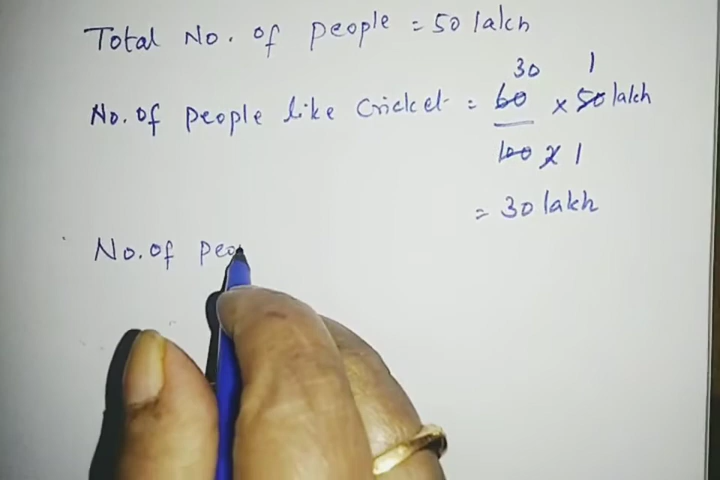 Total No. of people = 50 lakh
30 1
No. of people like Cricket = 60 × 50 lakh
100 2 1
= 30 lakh
No. of peo